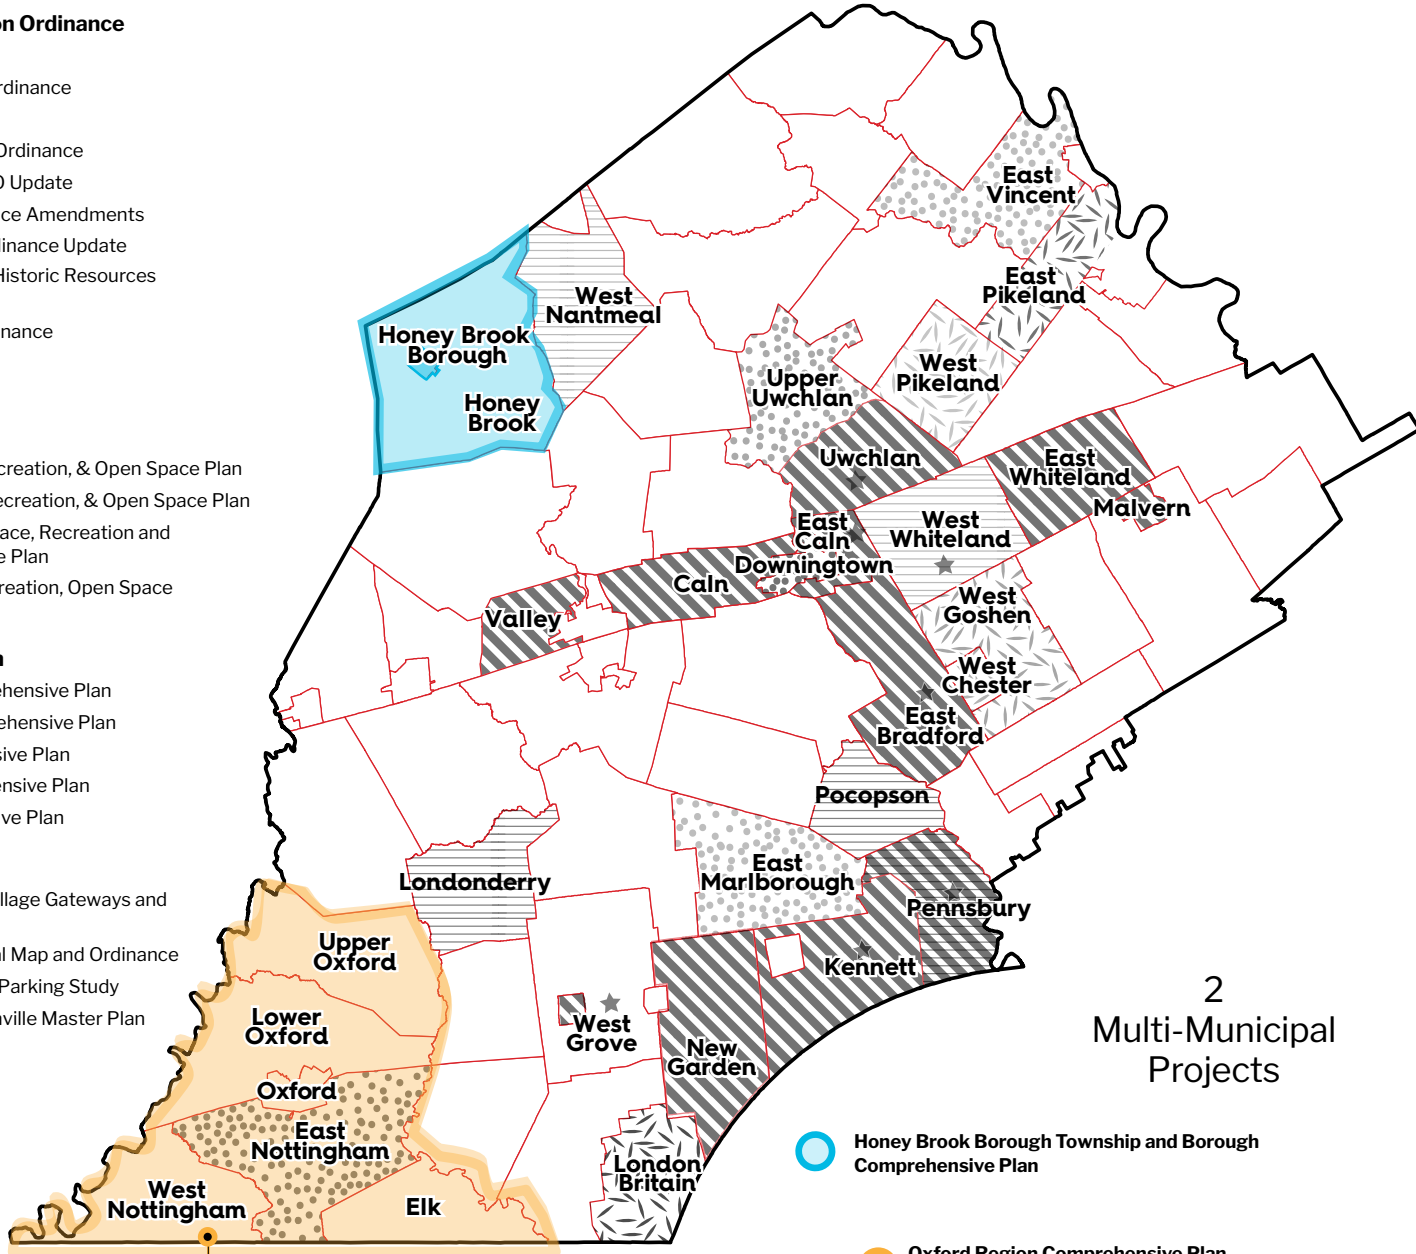 on Ordinance
rdinance
Ordinance
O Update
ce Amendments
dinance Update
Historic Resources
nance
creation, & Open Space Plan
ecreation, & Open Space Plan
ace, Recreation and
e Plan
reation, Open Space
n
ehensive Plan
ehensive Plan
sive Plan
ensive Plan
ve Plan
illage Gateways and
l Map and Ordinance
Parking Study
nville Master Plan
East
Vincent
East
Pikeland
West
Nantmeal
Honey Brook
Borough
Honey
Brook
West
Pikeland
Upper
Uwchlan
Uwchlan
East
Whiteland
Malvern
East
Caln
West
Whiteland
Downingtown
Caln
Valley
West
Goshen
West
Chester
East
Bradford
Pocopson
East
Marlborough
Londonderry
Pennsbury
Kennett
Upper
Oxford
Lower
Oxford
West
Grove
New
Garden
Oxford
East
Nottingham
London
Britain
West
Nottingham
Elk
2
Multi-Municipal
Projects
Honey Brook Borough Township and Borough
Comprehensive Plan
Oxford Region Comprehensive Plan